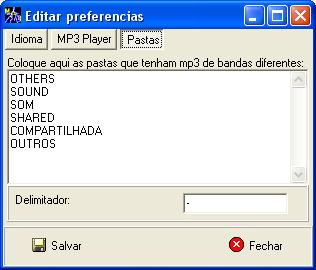 Editar preferencias
Idioma MP3 Player Pastas
Coloque aqui as pastas que tenham mp3 de bandas diferentes:
OTHERS
SOUND
SOM
SHARED
COMPARTILHADA
OUTROS
Delimitador: -
Salvar Fechar